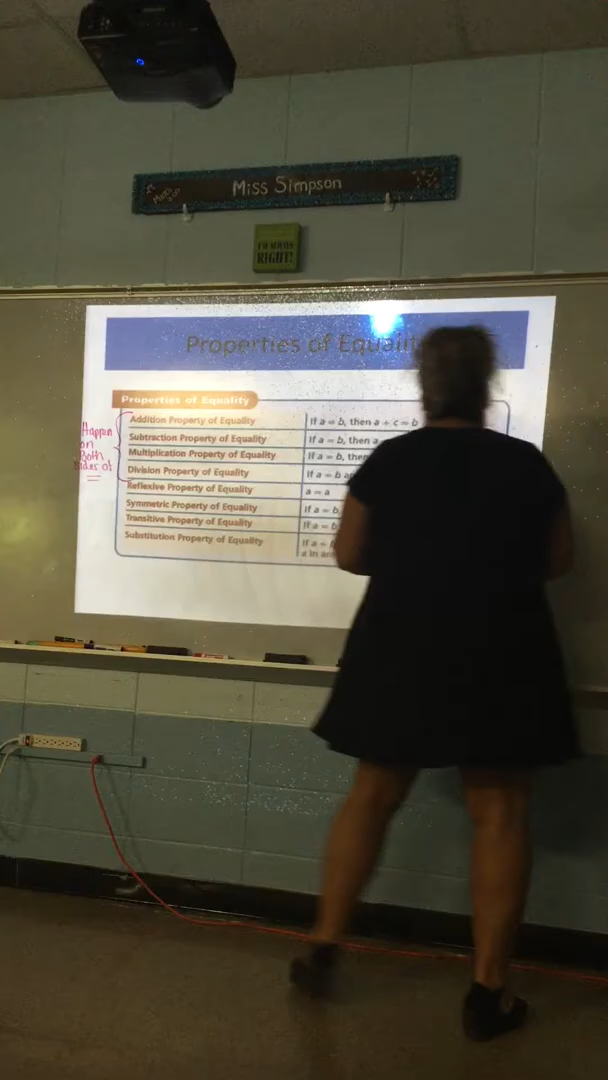 Miss Simpson
I'M ALWAYS
RIGHT!
Properties of Equality
Properties of Equality
Addition Property of Equality If a = b, then a + c = b
Subtraction Property of Equality If a = b, then a
Multiplication Property of Equality If a = b, then
Division Property of Equality If a = b
Reflexive Property of Equality a = a
Symmetric Property of Equality If a = b
Transitive Property of Equality If a = b
Substitution Property of Equality If a = b
a in
Happen
on
Both
sides of
=